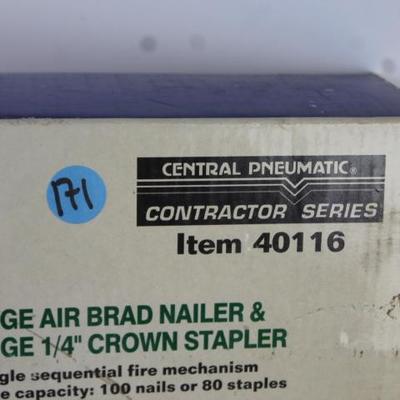 171
CENTRAL PNEUMATIC®
CONTRACTOR SERIES
Item 40116
GE AIR BRAD NAILER &
GE 1/4" CROWN STAPLER
gle sequential fire mechanism
e capacity: 100 nails or 80 staples